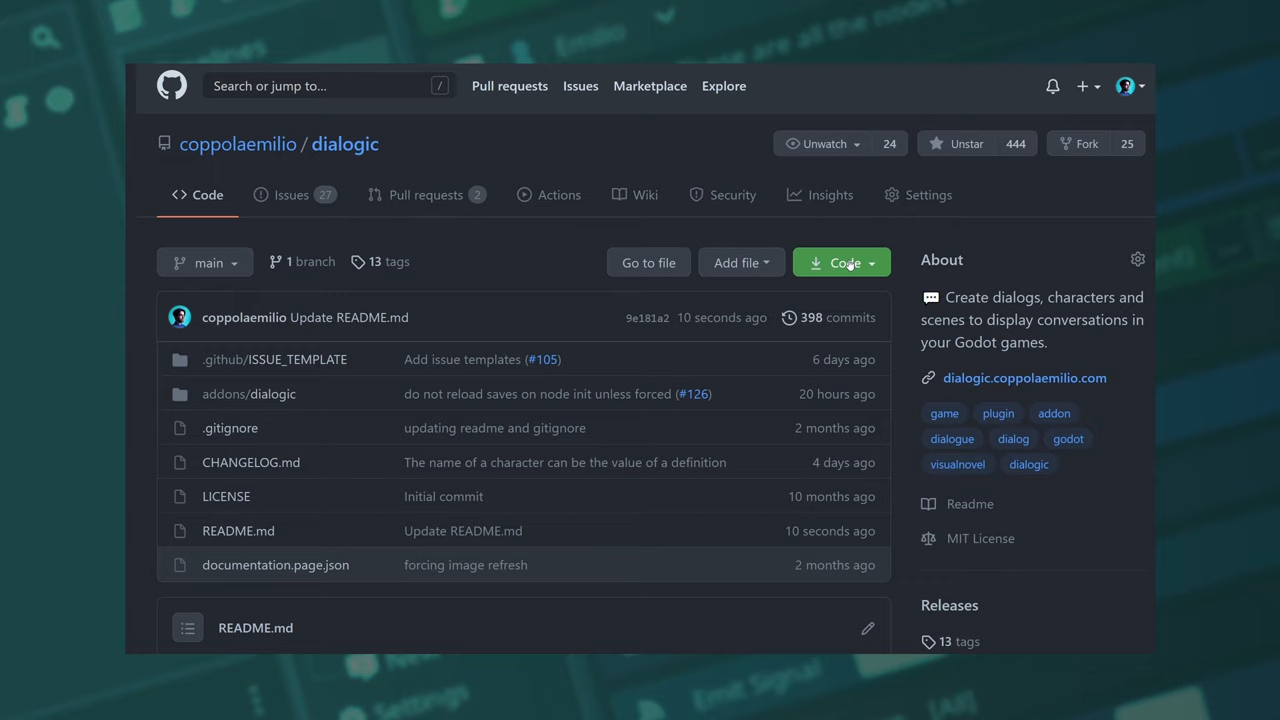 Search or jump to... / Pull requests Issues Marketplace Explore
coppolaemilio / dialogic Unwatch 24 Unstar 444 Fork 25
Code Issues 27 Pull requests 2 Actions Wiki Security Insights Settings
main 1 branch 13 tags Go to file Add file Code
coppolaemilio Update README.md 9e181a2 10 seconds ago 398 commits
.github/ISSUE_TEMPLATE Add issue templates (#105) 6 days ago
addons/dialogic do not reload saves on node init unless forced (#126) 20 hours ago
.gitignore updating readme and gitignore 2 months ago
CHANGELOG.md The name of a character can be the value of a definition 4 days ago
LICENSE Initial commit 10 months ago
README.md Update README.md 10 seconds ago
documentation.page.json forcing image refresh 2 months ago
README.md
About
💬 Create dialogs, characters and
scenes to display conversations in
your Godot games.
dialogic.coppolaemilio.com
game plugin addon
dialogue dialog godot
visualnovel dialogic
Readme
MIT License
Releases
13 tags
Emilio
Settings
Emit Signal
[All]